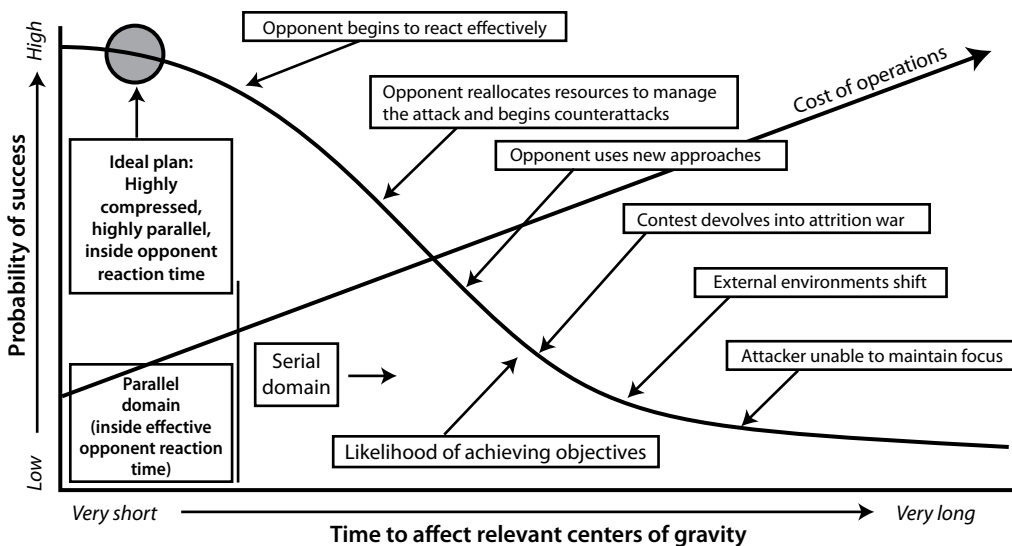 High
Opponent begins to react effectively
Cost of operations
Opponent reallocates resources to manage
the attack and begins counterattacks
Probability of success
Ideal plan:
Highly
compressed,
highly parallel,
inside opponent
reaction time
Opponent uses new approaches
Contest devolves into attrition war
External environments shift
Serial
domain
Attacker unable to maintain focus
Parallel
domain
(inside effective
opponent reaction
time)
Likelihood of achieving objectives
Low
Very short
Very long
Time to affect relevant centers of gravity